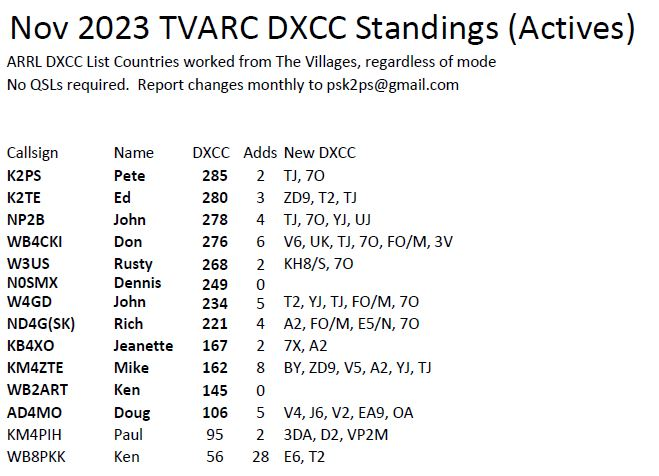 Nov 2023 TVARC DXCC Standings (Actives)
ARRL DXCC List Countries worked from The Villages, regardless of mode
No QSLs required.  Report changes monthly to psk2ps@gmail.com
Callsign Name DXCC Adds New DXCC
K2PS Pete 285 2 TJ, 7O
K2TE Ed 280 3 ZD9, T2, TJ
NP2B John 278 4 TJ, 7O, YJ, UJ
WB4CKI Don 276 6 V6, UK, TJ, 7O, FO/M, 3V
W3US Rusty 268 2 KH8/S, 7O
N0SMX Dennis 249 0
W4GD John 234 5 T2, YJ, TJ, FO/M, 7O
ND4G(SK) Rich 221 4 A2, FO/M, E5/N, 7O
KB4XO Jeanette 167 2 7X, A2
KM4ZTE Mike 162 8 BY, ZD9, V5, A2, YJ, TJ
WB2ART Ken 145 0
AD4MO Doug 106 5 V4, J6, V2, EA9, OA
KM4PIH Paul 95 2 3DA, D2, VP2M
WB8PKK Ken 56 28 E6, T2